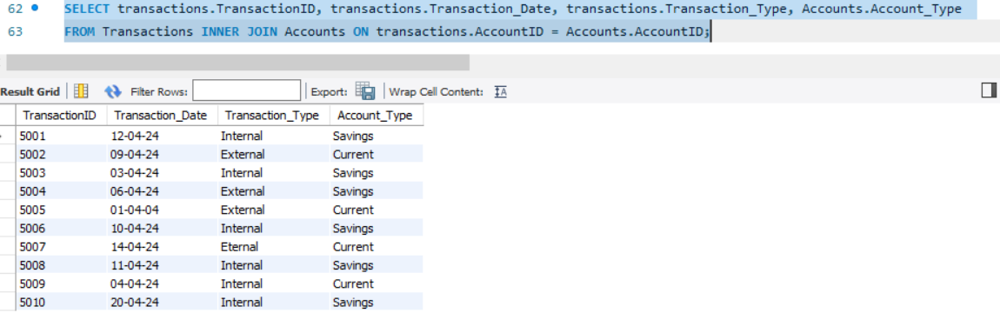 62 SELECT transactions.TransactionID, transactions.Transaction_Date, transactions.Transaction_Type, Accounts.Account_Type
63 FROM Transactions INNER JOIN Accounts ON transactions.AccountID = Accounts.AccountID;
Result Grid Filter Rows: Export: Wrap Cell Content: IA
TransactionID Transaction_Date Transaction_Type Account_Type
5001 12-04-24 Internal Savings
5002 09-04-24 External Current
5003 03-04-24 Internal Savings
5004 06-04-24 External Savings
5005 01-04-04 External Current
5006 10-04-24 Internal Savings
5007 14-04-24 Eternal Current
5008 11-04-24 Internal Savings
5009 04-04-24 Internal Current
5010 20-04-24 Internal Savings